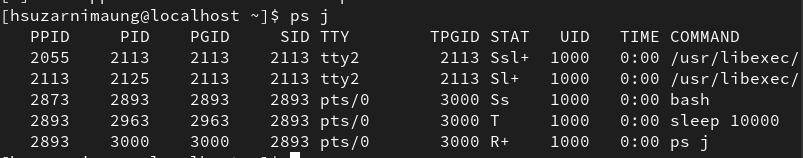 [hsuzarnimaung@localhost ~]$ ps j
PPID PID PGID SID TTY TPGID STAT UID TIME COMMAND
2055 2113 2113 2113 tty2 2113 Ssl+ 1000 0:00 /usr/libexec/
2113 2125 2113 2113 tty2 2113 Sl+ 1000 0:00 /usr/libexec/
2873 2893 2893 2893 pts/0 3000 Ss 1000 0:00 bash
2893 2963 2963 2893 pts/0 3000 T 1000 0:00 sleep 10000
2893 3000 3000 2893 pts/0 3000 R+ 1000 0:00 ps j